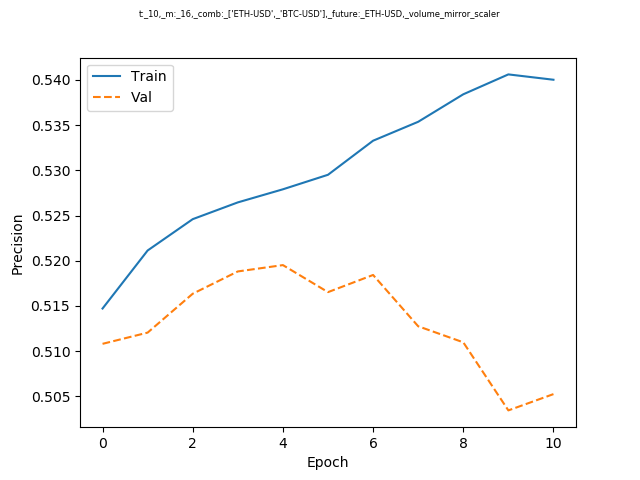 t:_10,_m:_16,_comb:_['ETH-USD',_'BTC-USD'],_future:_ETH-USD,_volume_mirror_scaler
Train
Val
0.540
0.535
0.530
0.525
0.520
0.515
0.510
0.505
Precision
0 2 4 6 8 10
Epoch